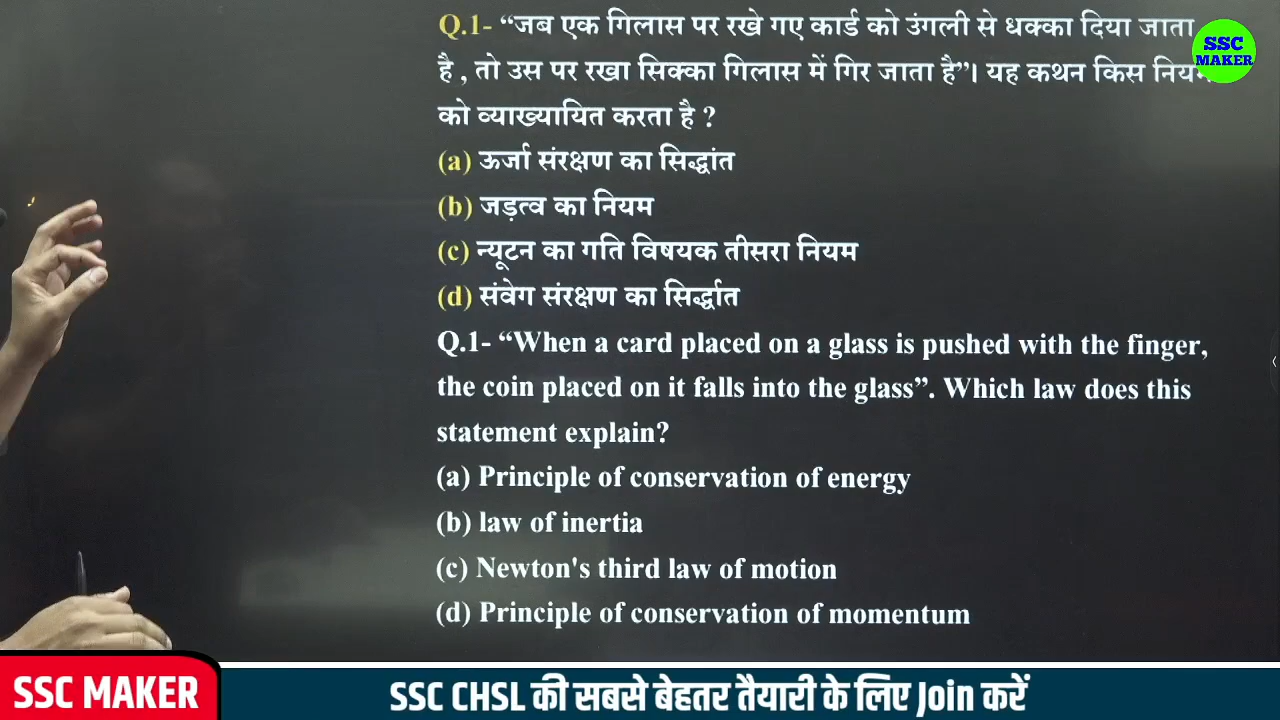 Q.1- “जब एक गिलास पर रखे गए कार्ड को उंगली से धक्का दिया जाता
है , तो उस पर रखा सिक्का गिलास में गिर जाता है”। यह कथन किस नियम
को व्याख्यायित करता है ?
(a) ऊर्जा संरक्षण का सिद्धांत
(b) जड़त्व का नियम
(c) न्यूटन का गति विषयक तीसरा नियम
(d) संवेग संरक्षण का सिर्द्धात
Q.1- “When a card placed on a glass is pushed with the finger,
the coin placed on it falls into the glass”. Which law does this
statement explain?
(a) Principle of conservation of energy
(b) law of inertia
(c) Newton's third law of motion
(d) Principle of conservation of momentum
SSC
MAKER
SSC MAKER
SSC CHSL की सबसे बेहतर तैयारी के लिए Join करें